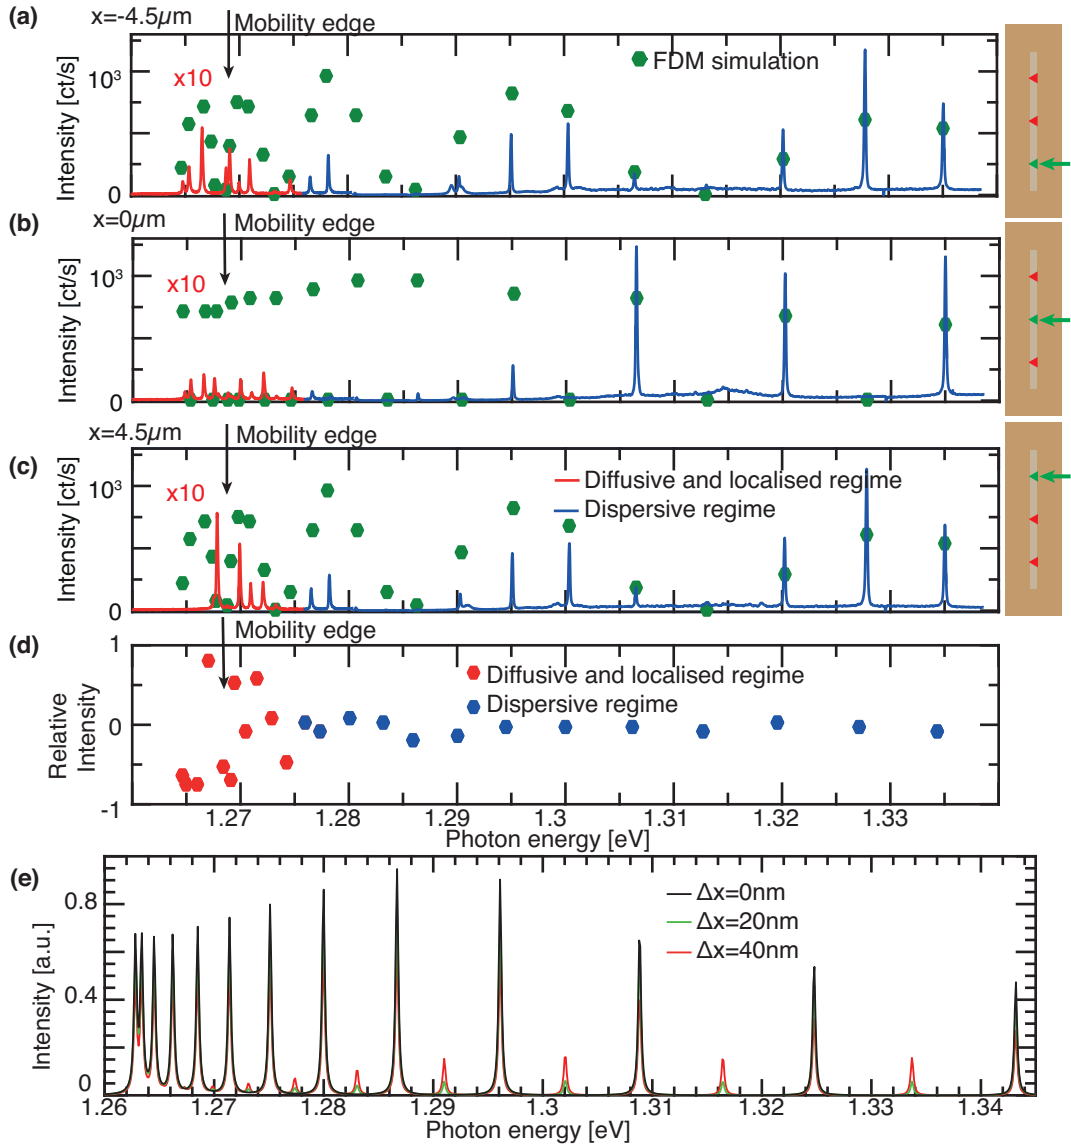 (a)
x=-4.5µm
Mobility edge
x10
FDM simulation
Intensity [ct/s]
10³
0
(b)
x=0µm
Mobility edge
x10
Intensity [ct/s]
10³
0
(c)
x=4.5µm
Mobility edge
x10
Intensity [ct/s]
10³
0
Diffusive and localised regime
Dispersive regime
(d)
Mobility edge
Relative
Intensity
1
0
-1
Diffusive and localised regime
Dispersive regime
1.27 1.28 1.29 1.3 1.31 1.32 1.33
Photon energy [eV]
(e)
Intensity [a.u.]
0.8
0.4
0
Δx=0nm
Δx=20nm
Δx=40nm
1.26 1.27 1.28 1.29 1.3 1.31 1.32 1.33 1.34
Photon energy [eV]